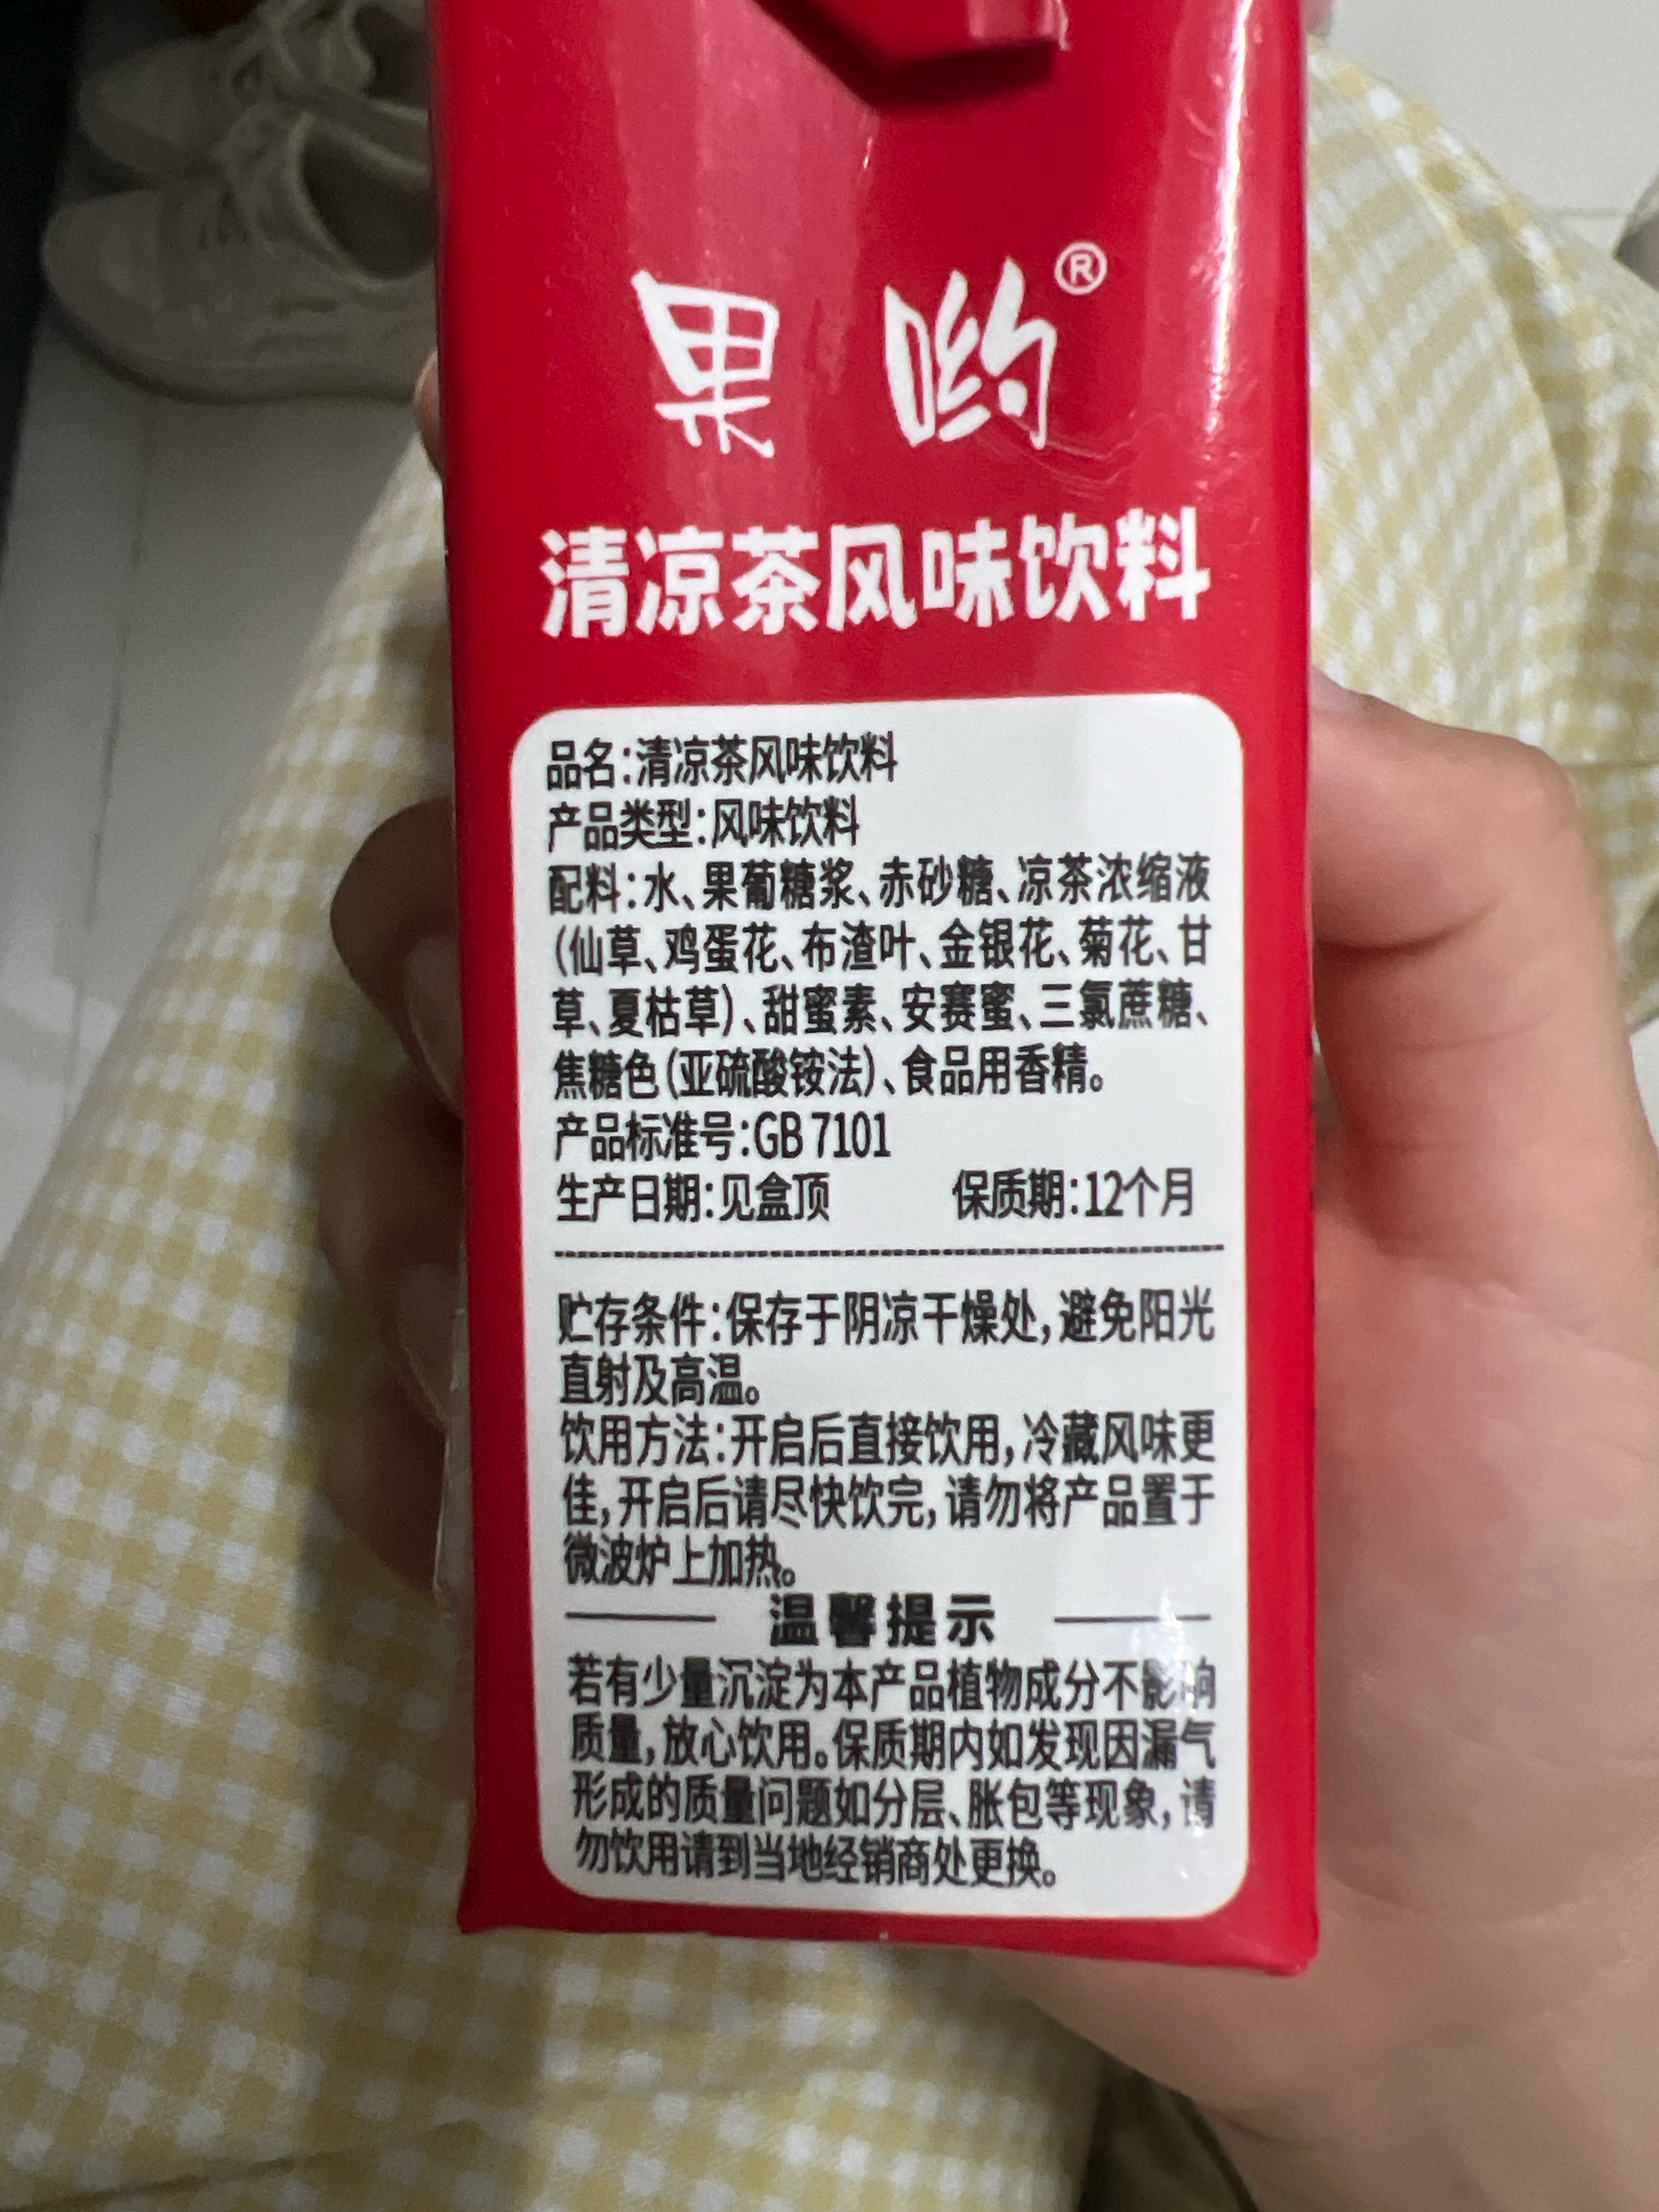 果哟®
清凉茶风味饮料
品名:清凉茶风味饮料
产品类型:风味饮料
配料:水、果葡糖浆、赤砂糖、凉茶浓缩液
(仙草、鸡蛋花、布渣叶、金银花、菊花、甘
草、夏枯草)、甜蜜素、安赛蜜、三氯蔗糖、
焦糖色(亚硫酸铵法)、食品用香精。
产品标准号:GB 7101
生产日期:见盒顶 保质期:12个月
贮存条件:保存于阴凉干燥处,避免阳光
直射及高温。
饮用方法:开启后直接饮用,冷藏风味更
佳,开启后请尽快饮完,请勿将产品置于
微波炉上加热。
温馨提示
若有少量沉淀为本产品植物成分不影响
质量,放心饮用。保质期内如发现因漏气
形成的质量问题如分层、胀包等现象,请
勿饮用请到当地经销商处更换。